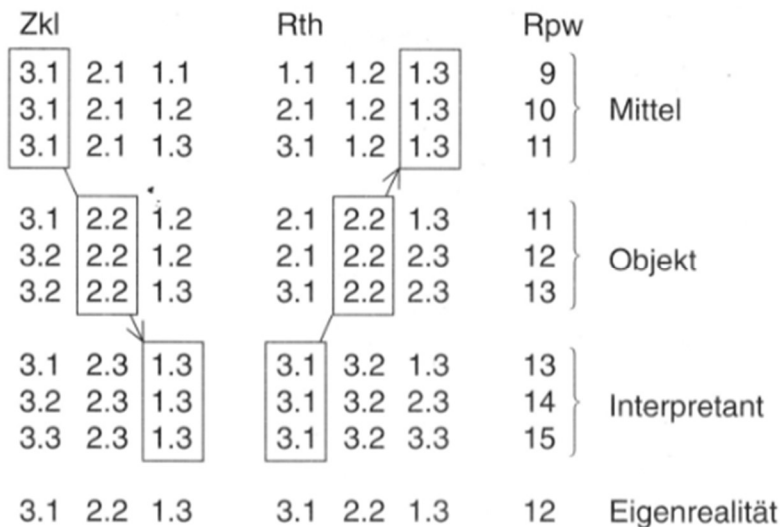 Zkl Rth Rpw
3.1 2.1 1.1 1.1 1.2 1.3 9
3.1 2.1 1.2 2.1 1.2 1.3 10 Mittel
3.1 2.1 1.3 3.1 1.2 1.3 11
3.1 2.2 1.2 2.1 2.2 1.3 11
3.2 2.2 1.2 2.1 2.2 2.3 12 Objekt
3.2 2.2 1.3 3.1 2.2 2.3 13
3.1 2.3 1.3 3.1 3.2 1.3 13
3.2 2.3 1.3 3.1 3.2 2.3 14 Interpretant
3.3 2.3 1.3 3.1 3.2 3.3 15
3.1 2.2 1.3 3.1 2.2 1.3 12 Eigenrealität